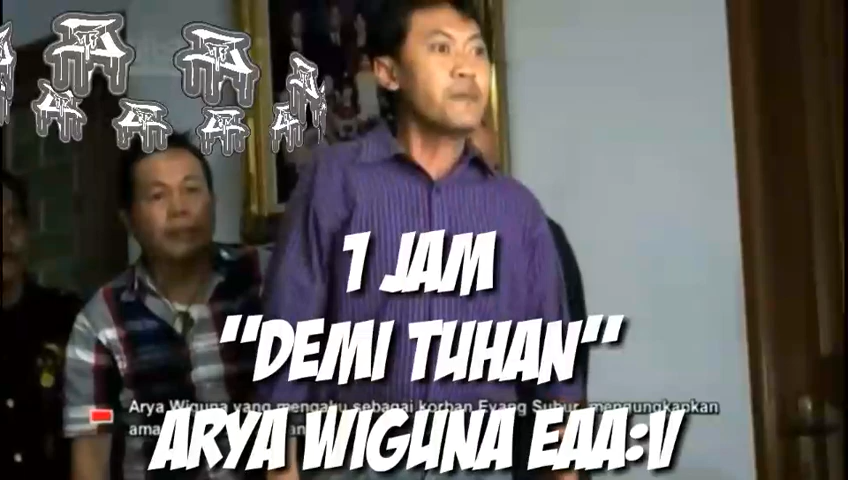 1 JAM
"DEMI TUHAN"
Arya Wiguna yang mengaku sebagai korban Eyang Subur, mengungkapkan
ARYA WIGUNA EAA:V